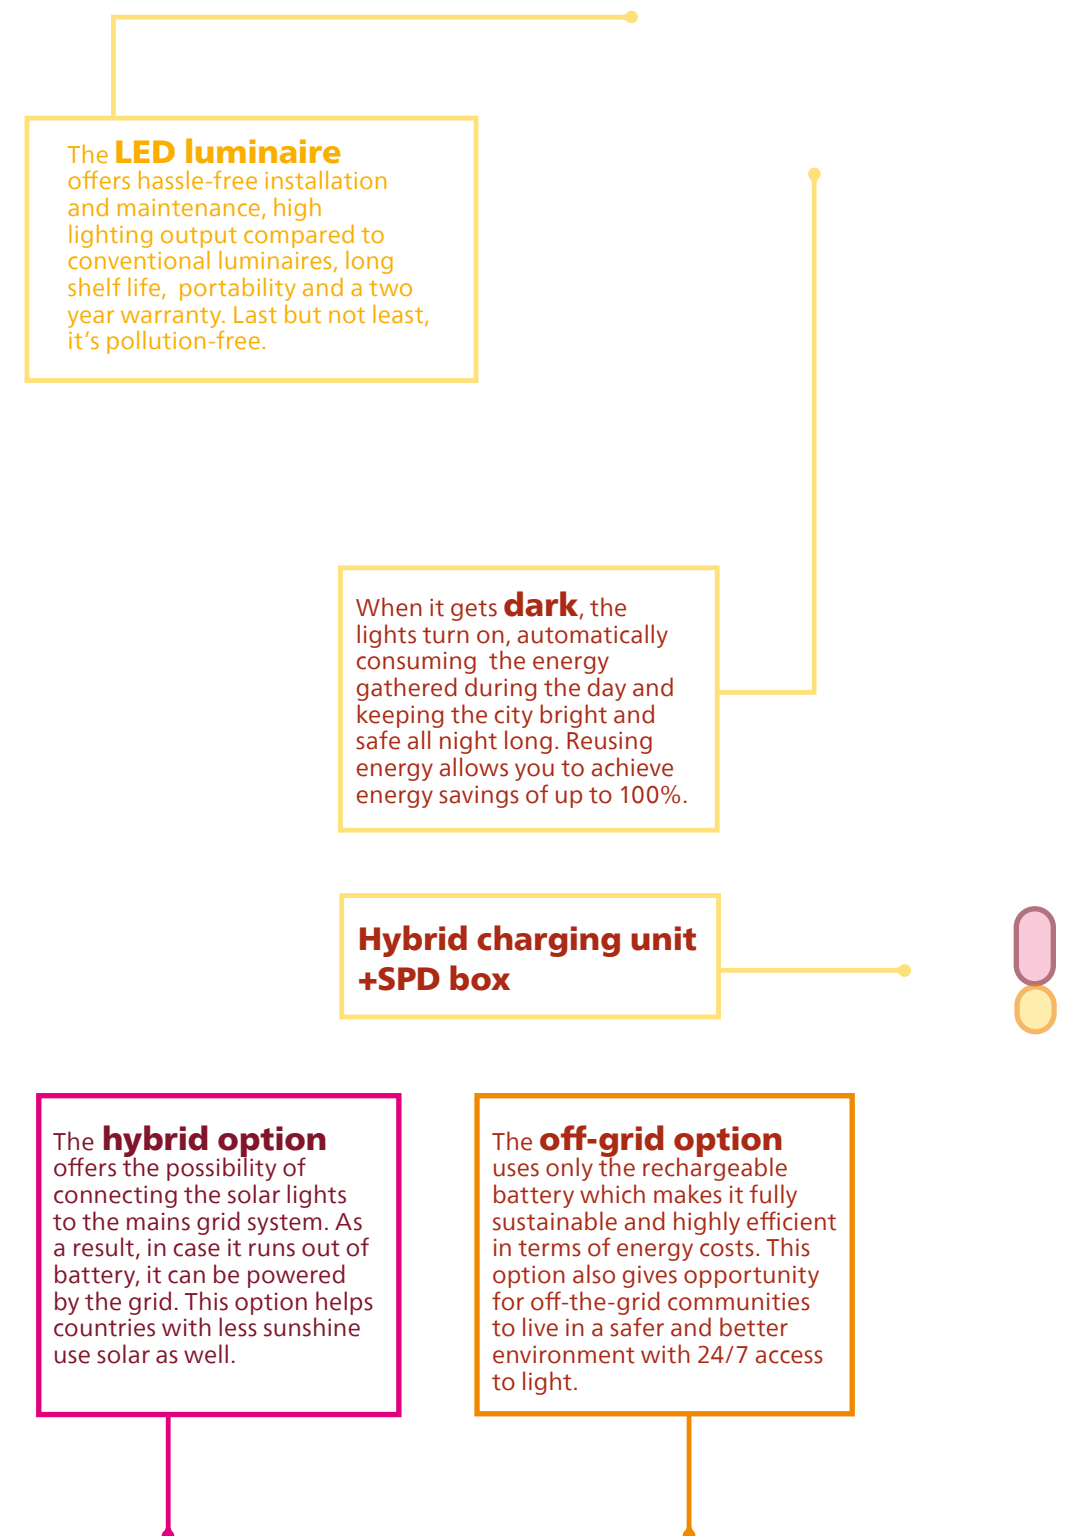 The LED luminaire
offers hassle-free installation
and maintenance, high
lighting output compared to
conventional luminaires, long
shelf life,  portability and a two
year warranty. Last but not least,
it's pollution-free.
When it gets dark, the
lights turn on, automatically
consuming  the energy
gathered during the day and
keeping the city bright and
safe all night long. Reusing
energy allows you to achieve
energy savings of up to 100%.
Hybrid charging unit
+SPD box
The hybrid option
offers the possibility of
connecting the solar lights
to the mains grid system. As
a result, in case it runs out of
battery, it can be powered
by the grid. This option helps
countries with less sunshine
use solar as well.
The off-grid option
uses only the rechargeable
battery which makes it fully
sustainable and highly efficient
in terms of energy costs. This
option also gives opportunity
for off-the-grid communities
to live in a safer and better
environment with 24/7 access
to light.